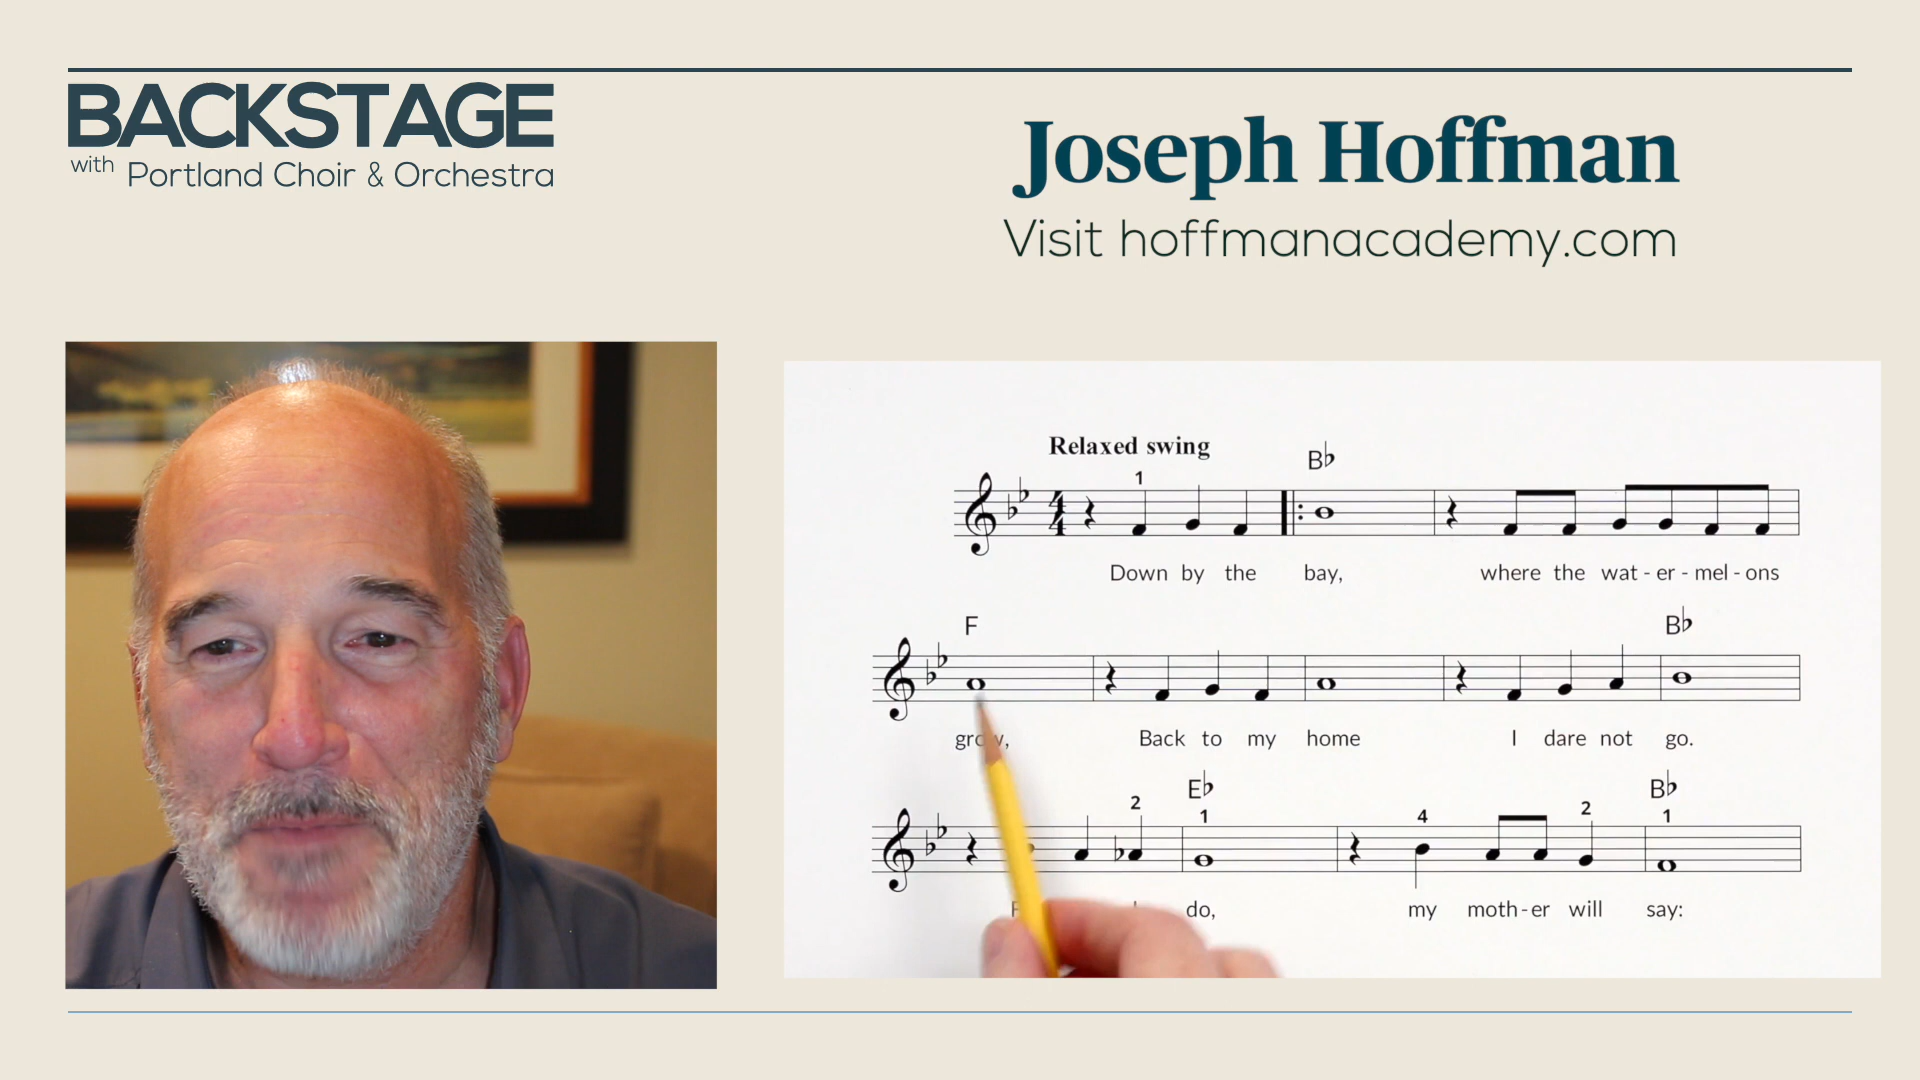 BACKSTAGE
with Portland Choir & Orchestra
Joseph Hoffman
Visit hoffmanacademy.com
Relaxed swing
1
B♭
4
4
Down by the bay, where the wat - er - mel - ons
F B♭
Back to my home I dare not go.
2 E♭ 1 4 2 B♭ 1
do, my moth - er will say: